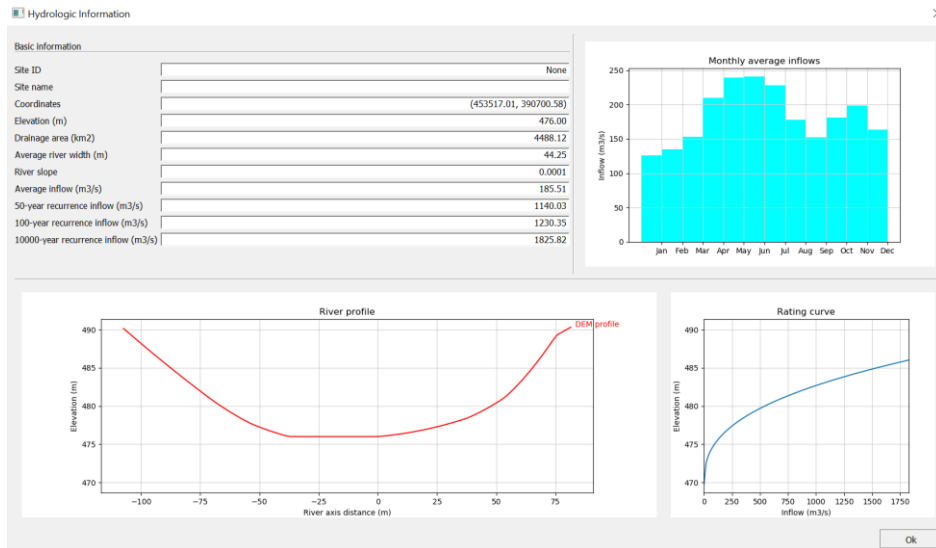 Hydrologic Information
Basic information
Site ID None
Site name
Coordinates (453517.01, 390700.58)
Elevation (m) 476.00
Drainage area (km2) 4488.12
Average river width (m) 44.25
River slope 0.0001
Average inflow (m3/s) 185.51
50-year recurrence inflow (m3/s) 1140.03
100-year recurrence inflow (m3/s) 1230.35
10000-year recurrence inflow (m3/s) 1825.82
Monthly average inflows
250
200
150
100
50
0
Inflow (m3/s)
Jan Feb Mar Apr May Jun Jul Aug Sep Oct Nov Dec
River profile
DEM profile
490
485
480
475
470
Elevation (m)
−100 −75 −50 −25 0 25 50 75
River axis distance (m)
Rating curve
490
485
480
475
470
Elevation (m)
0 250 500 750 1000 1250 1500 1750
Inflow (m3/s)
Ok